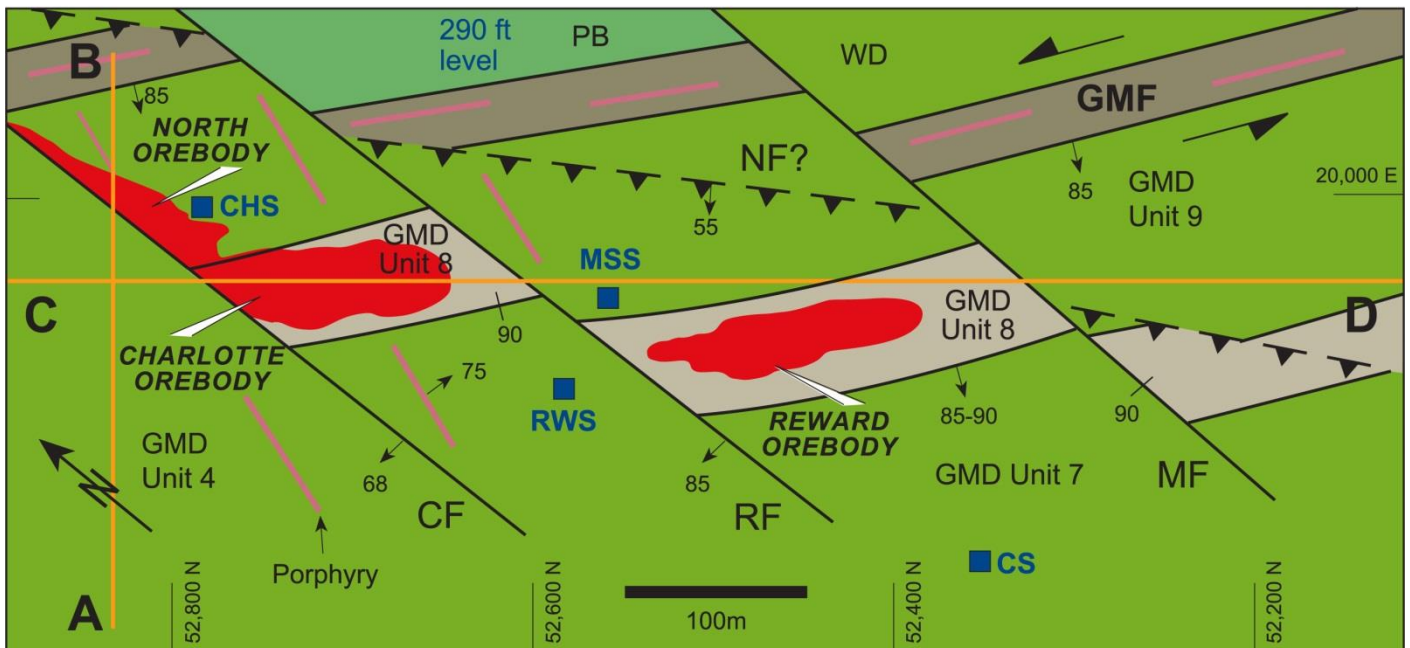 B
290 ft
level
PB
WD
GMF
85
NORTH
OREBODY
NF?
85
GMD
Unit 9
20,000 E
CHS
55
GMD
Unit 8
MSS
C
D
GMD
Unit 8
90
CHARLOTTE
OREBODY
75
RWS
85-90
90
REWARD
OREBODY
GMD
Unit 4
N
68
85
GMD Unit 7
MF
CF
RF
Porphyry
CS
A
52,800 N
52,600 N
100m
52,400 N
52,200 N